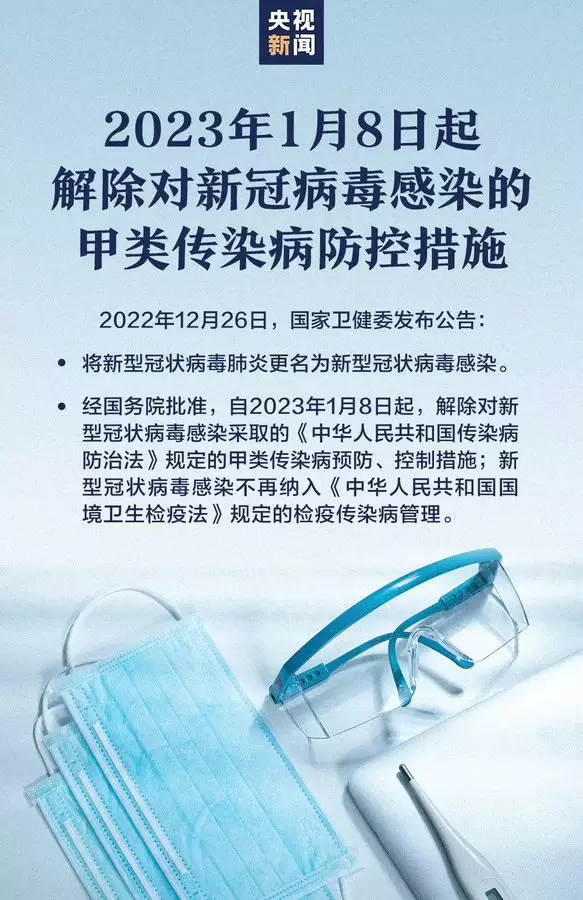 央视
新闻
2023年1月8日起
解除对新冠病毒感染的
甲类传染病防控措施
2022年12月26日，国家卫健委发布公告：
• 将新型冠状病毒肺炎更名为新型冠状病毒感染。
• 经国务院批准，自2023年1月8日起，解除对新
型冠状病毒感染采取的《中华人民共和国传染病
防治法》规定的甲类传染病预防、控制措施；新
型冠状病毒感染不再纳入《中华人民共和国国
境卫生检疫法》规定的检疫传染病管理。